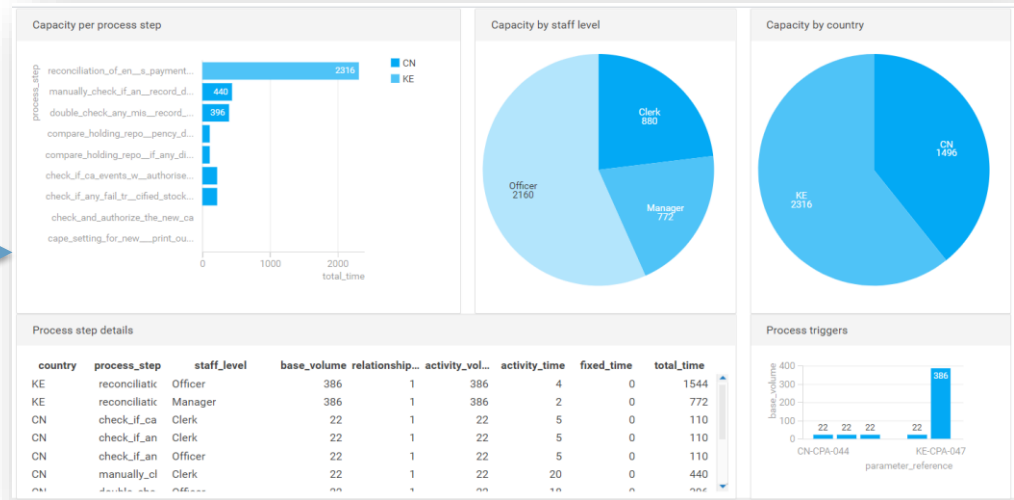 Capacity per process step
process_step
reconciliation_of_en__s_payment...
manually_check_if_an__record_d...
double_check_any_mis__record_...
compare_holding_repo__pency_d...
compare_holding_repo__if_any_di...
check_if_ca_events_w__authorise...
check_if_any_fail_tr__cified_stock...
check_and_authorize_the_new_ca
cape_setting_for_new__print_ou...
2316
440
396
0 1000 2000
total_time
CN
KE
Capacity by staff level
Clerk
880
Manager
772
Officer
2160
Capacity by country
CN
1496
KE
2316
Process step details
country process_step staff_level base_volume relationship... activity_vol... activity_time fixed_time total_time
KE reconciliatic Officer 386 1 386 4 0 1544
KE reconciliatic Manager 386 1 386 2 0 772
CN check_if_ca Clerk 22 1 22 5 0 110
CN check_if_an Clerk 22 1 22 5 0 110
CN check_if_an Officer 22 1 22 5 0 110
CN manually_cl Clerk 22 1 22 20 0 440
Process triggers
base_volume
400
300
200
100
0
22 22 22 22 386
CN-CPA-044 KE-CPA-047
parameter_reference